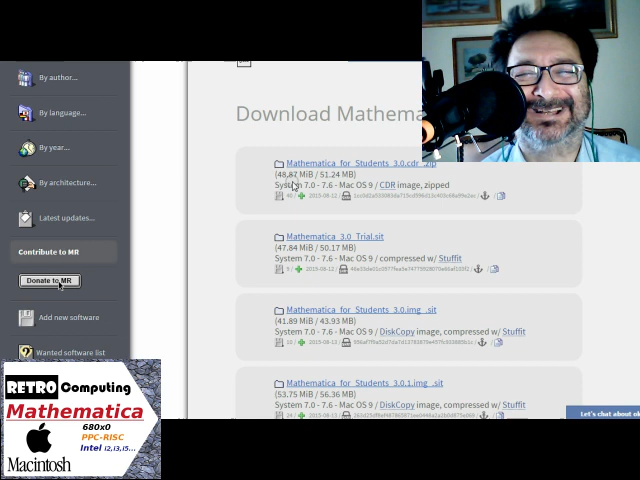 By author...
By language...
By year...
By architecture...
Latest updates...
Contribute to MR
Donate to MR
Add new software
Wanted software list
Download Mathema
Mathematica_for_Students_3.0.cdr_.zip
(48.87 MiB / 51.24 MB)
System 7.0 - 7.6 - Mac OS 9 / CDR image, zipped
Mathematica_3.0_Trial.sit
(47.84 MiB / 50.17 MB)
System 7.0 - 7.6 - Mac OS 9 / compressed w/ Stuffit
Mathematica_for_Students_3.0.img_.sit
(41.89 MiB / 43.93 MB)
System 7.0 - 7.6 - Mac OS 9 / DiskCopy image, compressed w/ Stuffit
Mathematica_for_Students_3.0.1.img_.sit
(53.75 MiB / 56.36 MB)
System 7.0 - 7.6 - Mac OS 9 / DiskCopy image, compressed w/ Stuffit
Let's chat about
RETRO Computing
Mathematica
680x0
PPC-RISC
Intel i2,i3,i5...
Macintosh